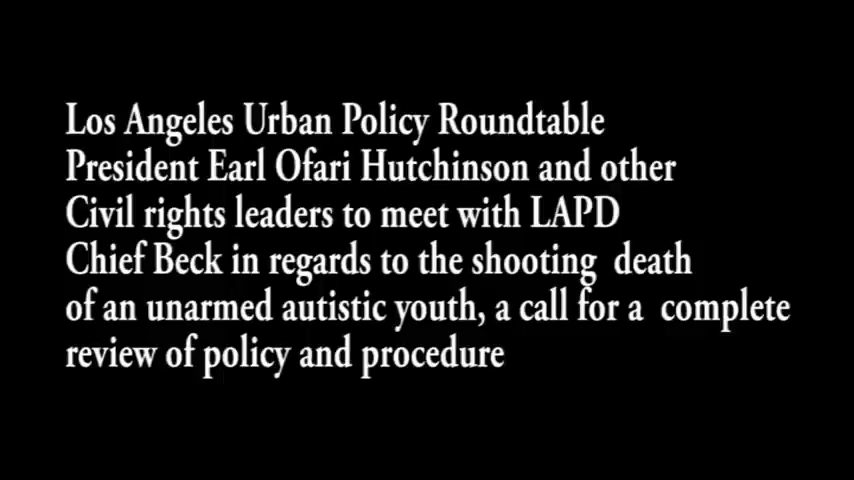 Los Angeles Urban Policy Roundtable
President Earl Ofari Hutchinson and other
Civil rights leaders to meet with LAPD
Chief Beck in regards to the shooting  death
of an unarmed autistic youth, a call for a  complete
review of policy and procedure